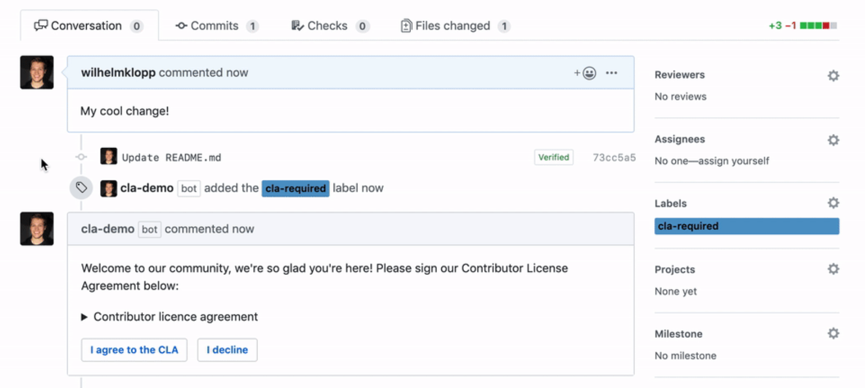 Conversation 0 Commits 1 Checks 0 Files changed 1 +3 −1
wilhelmklopp commented now
My cool change!
Update README.md Verified 73cc5a5
cla-demo bot added the cla-required label now
cla-demo bot commented now
Welcome to our community, we're so glad you're here! Please sign our Contributor License
Agreement below:
Contributor licence agreement
I agree to the CLA I decline
Reviewers
No reviews
Assignees
No one—assign yourself
Labels
cla-required
Projects
None yet
Milestone
No milestone